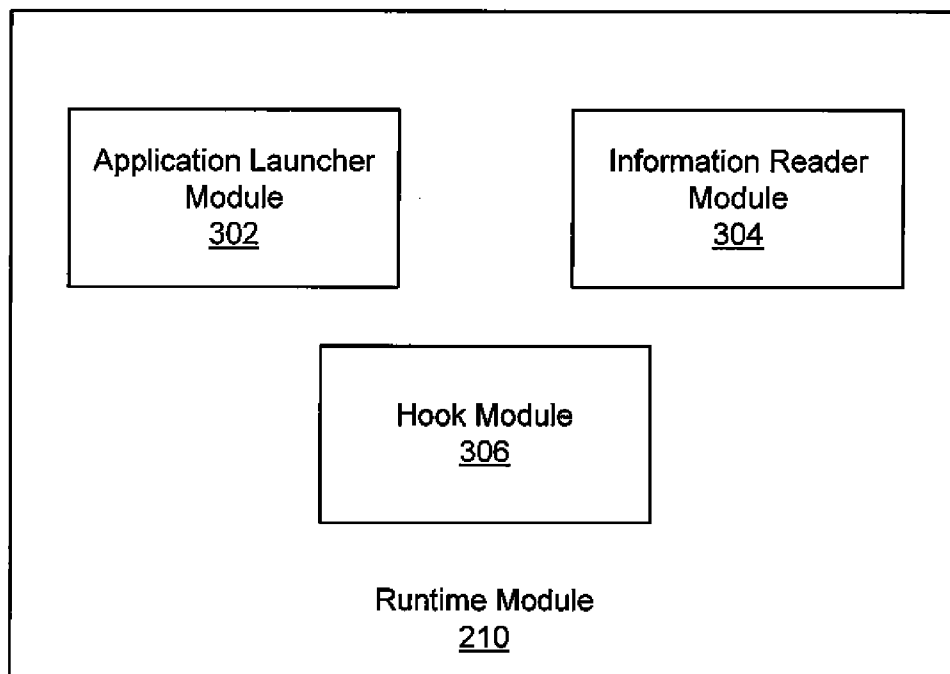 Application Launcher
Module
302
Information Reader
Module
304
Hook Module
306
Runtime Module
210